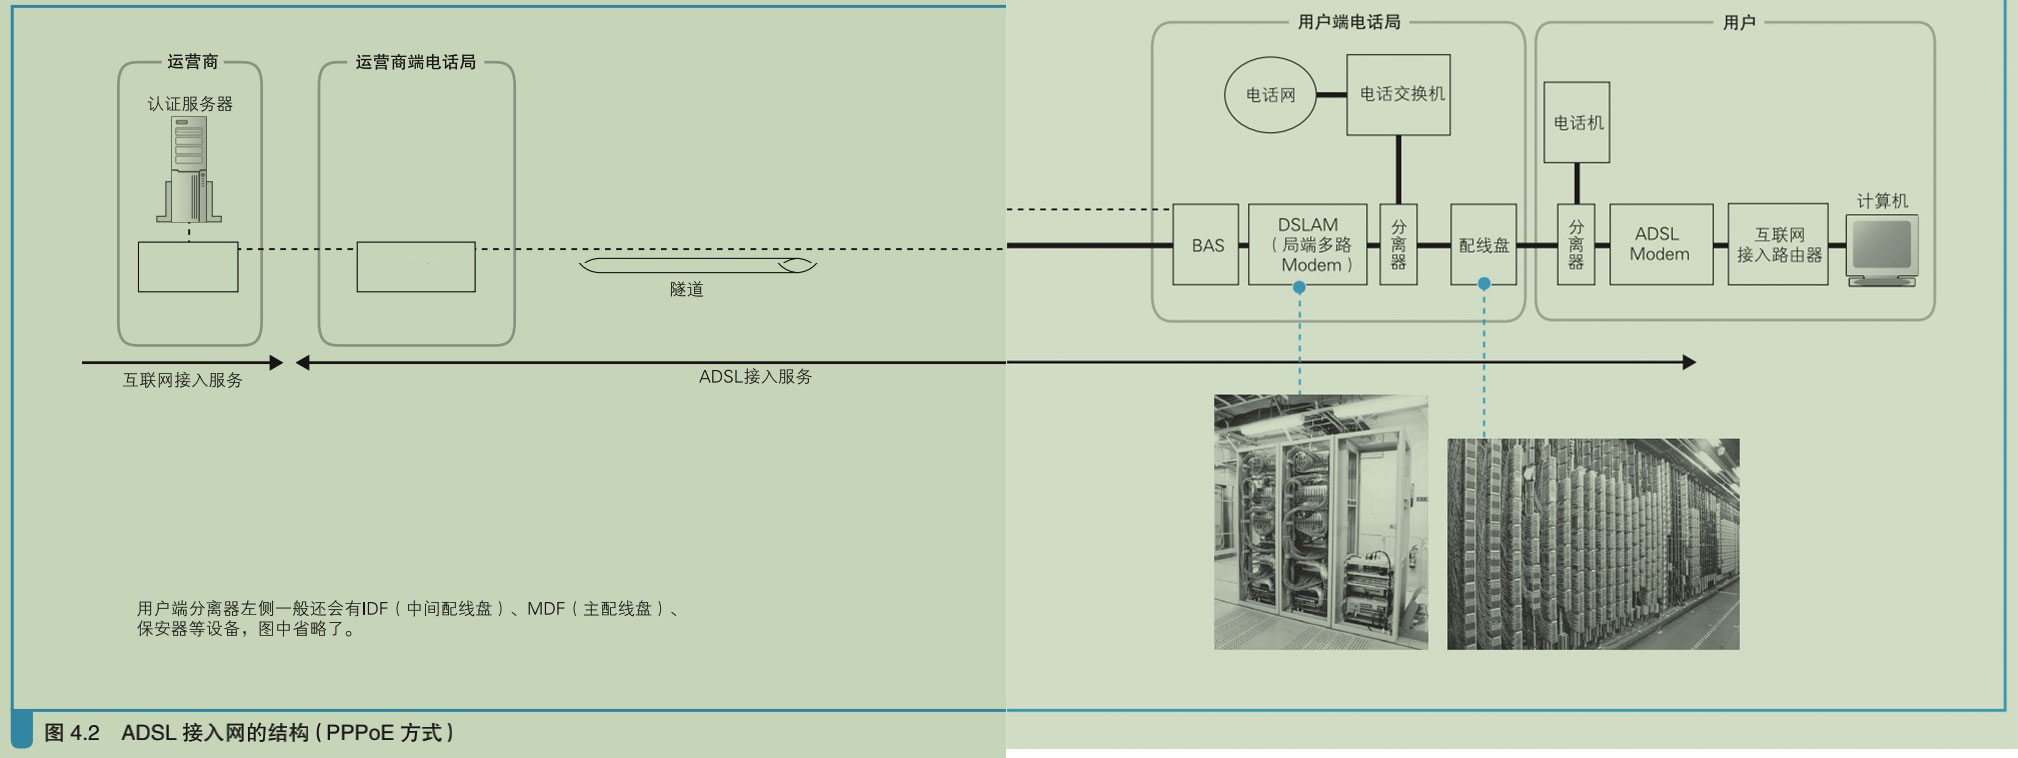 运营商
运营商端电话局
用户端电话局
用户
认证服务器
电话网
电话交换机
电话机
计算机
BAS
DSLAM
（局端多路
Modem）
分离器
配线盘
分离器
ADSL
Modem
互联网
接入路由器
隧道
互联网接入服务
ADSL接入服务
用户端分离器左侧一般还会有IDF（中间配线盘）、MDF（主配线盘）、
保安器等设备，图中省略了。
图 4.2 ADSL 接入网的结构（PPPoE 方式）